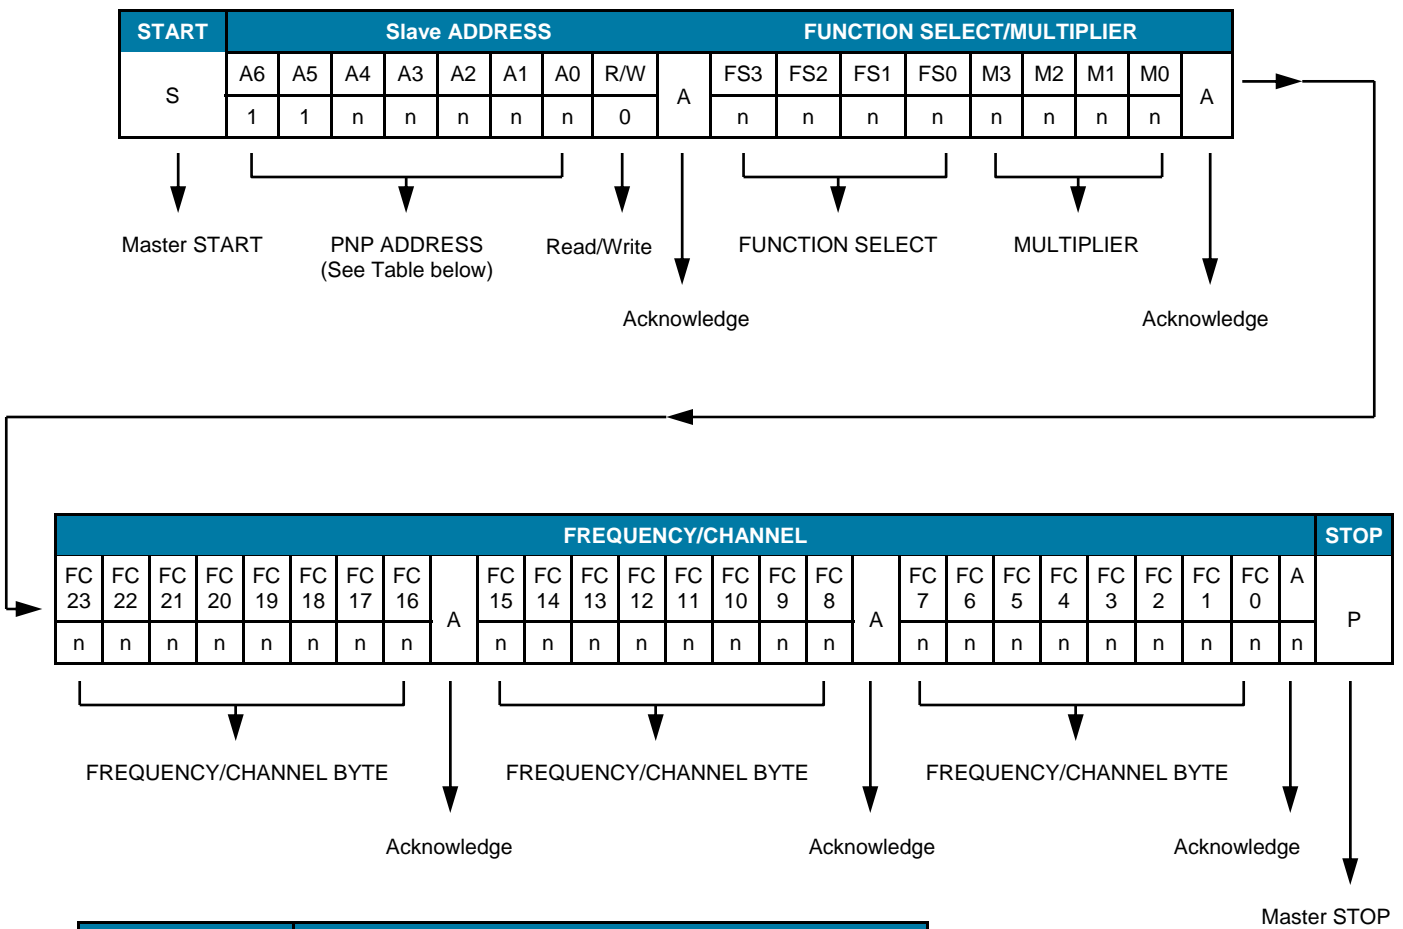 START Slave ADDRESS FUNCTION SELECT/MULTIPLIER
S A6 A5 A4 A3 A2 A1 A0 R/W A FS3 FS2 FS1 FS0 M3 M2 M1 M0 A
1 1 n n n n n 0 n n n n n n n n
Master START PNP ADDRESS Read/Write FUNCTION SELECT MULTIPLIER
(See Table below)
Acknowledge Acknowledge
FREQUENCY/CHANNEL STOP
FC FC FC FC FC FC FC FC A FC FC FC FC FC FC FC FC A FC FC FC FC FC FC FC FC A P
23 22 21 20 19 18 17 16 15 14 13 12 11 10 9 8 7 6 5 4 3 2 1 0
n n n n n n n n n n n n n n n n n n n n n n n n n
FREQUENCY/CHANNEL BYTE FREQUENCY/CHANNEL BYTE FREQUENCY/CHANNEL BYTE
Acknowledge Acknowledge Acknowledge
Master STOP